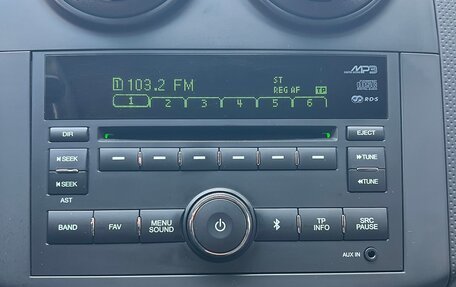 1 103.2 FM
ST
REG AF TP
1 2 3 4 5 6
MP3
R·D·S
DIR
EJECT
SEEK
TUNE
SEEK
TUNE
AST
BAND
FAV
MENU
SOUND
TP
INFO
SRC
PAUSE
AUX IN